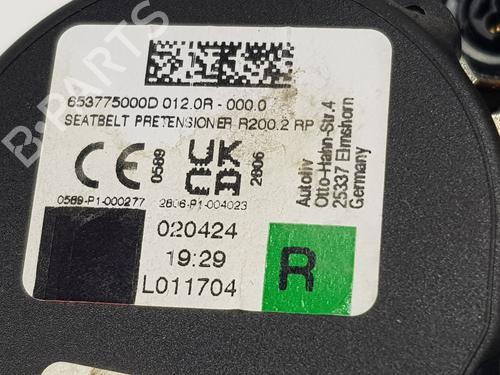 653775000D 012.0R - 000.0
SEATBELT PRETENSIONER R200.2 RP
CE 0589
UK CA 2806
0589-P1-000277
2806-P1-004023
Autoliv
Otto-Hahn-Str.4
25337 Elmshorn
Germany
020424
19:29
L011704
R
B-PARTS